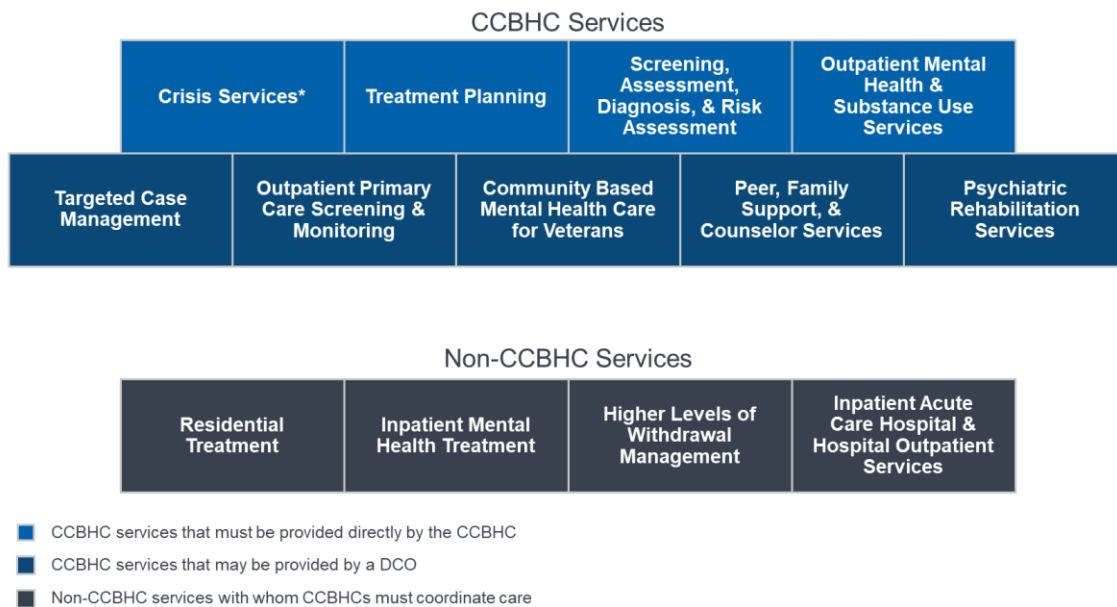 CCBHC Services
Crisis Services*
Treatment Planning
Screening,
Assessment,
Diagnosis, & Risk
Assessment
Outpatient Mental
Health &
Substance Use
Services
Targeted Case
Management
Outpatient Primary
Care Screening &
Monitoring
Community Based
Mental Health Care
for Veterans
Peer, Family
Support, &
Counselor Services
Psychiatric
Rehabilitation
Services
Non-CCBHC Services
Residential
Treatment
Inpatient Mental
Health Treatment
Higher Levels of
Withdrawal
Management
Inpatient Acute
Care Hospital &
Hospital Outpatient
Services
CCBHC services that must be provided directly by the CCBHC
CCBHC services that may be provided by a DCO
Non-CCBHC services with whom CCBHCs must coordinate care